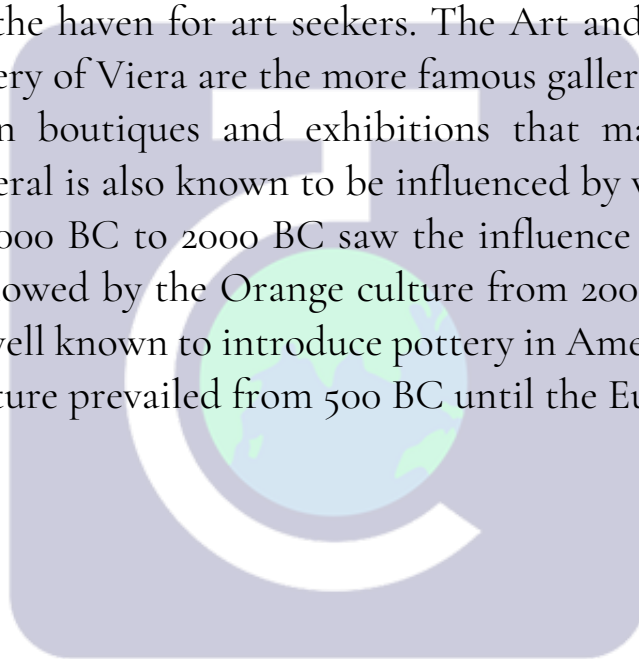 the haven for art seekers. The Art and
ery of Viera are the more famous galler
n boutiques and exhibitions that ma
eral is also known to be influenced by
000 BC to 2000 BC saw the influence
owed by the Orange culture from 200
ell known to introduce pottery in Ame
ture prevailed from 500 BC until the Eu